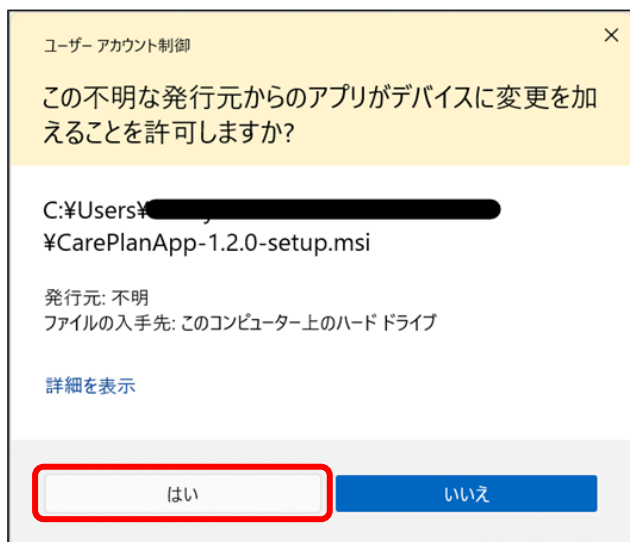 ユーザー アカウント制御
この不明な発行元からのアプリがデバイスに変更を加
えることを許可しますか?
C:¥Users¥
¥CarePlanApp-1.2.0-setup.msi
発行元: 不明
ファイルの入手先: このコンピューター上のハード ドライブ
詳細を表示
はい
いいえ